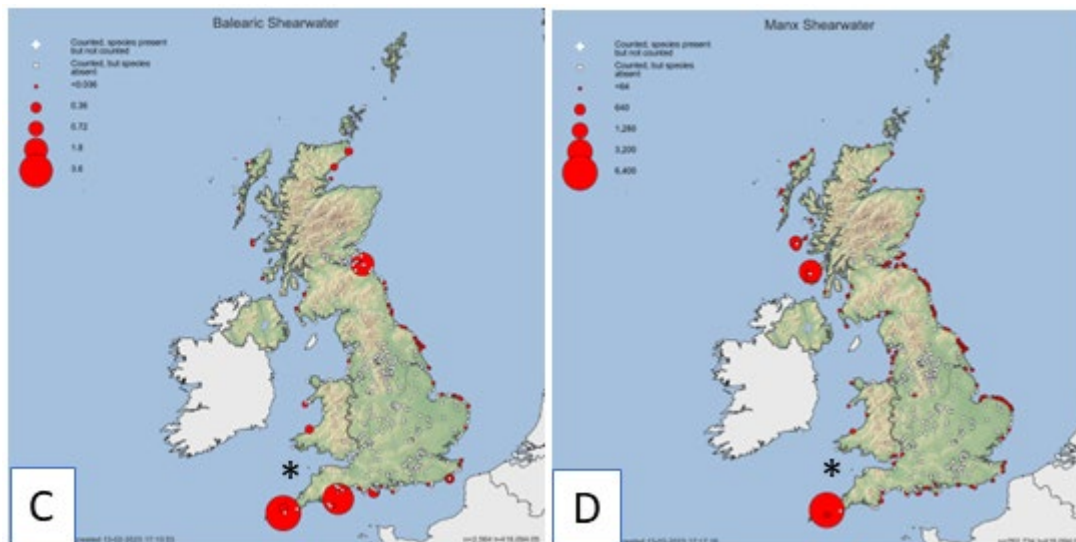 Balearic Shearwater
Counted, species present
but not counted
Counted, but species
absent
<0.036
0.36
0.72
1.8
3.6
*
C
Manx Shearwater
Counted, species present
but not counted
Counted, but species
absent
<64
640
1,280
3,200
6,400
*
D